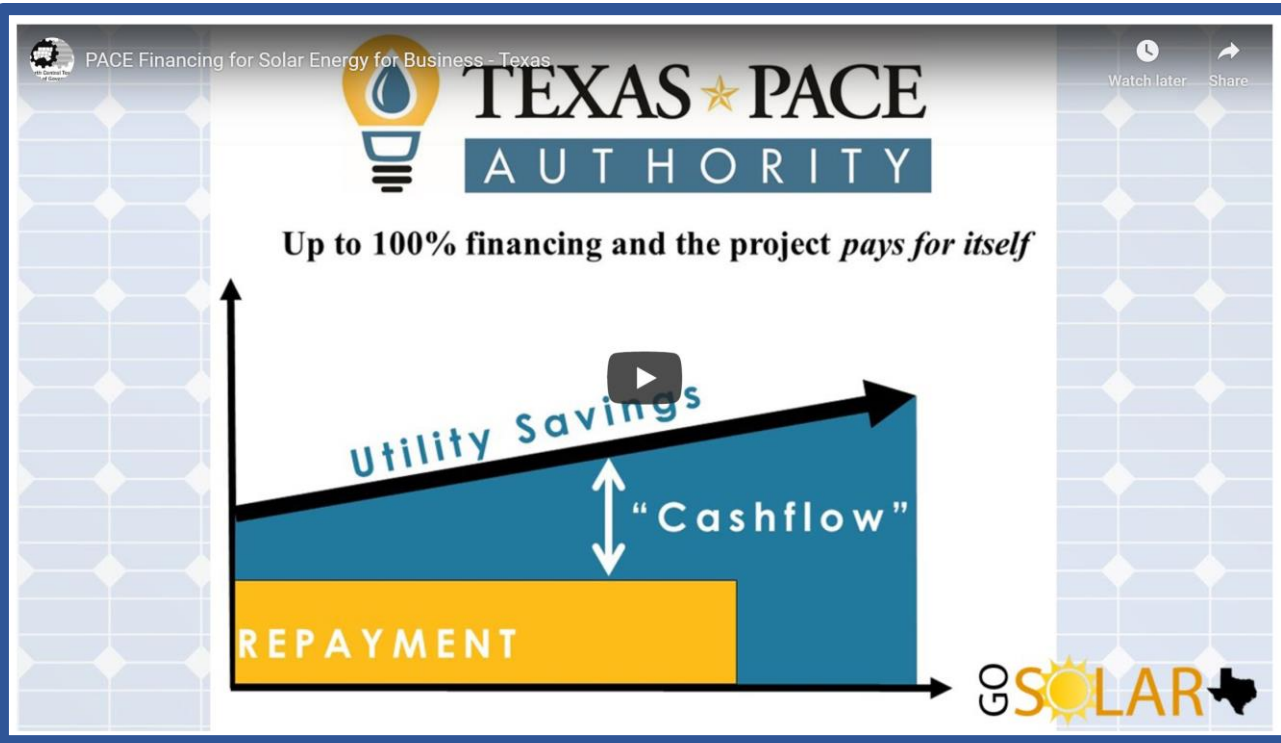 PACE Financing for Solar Energy for Business - Texas
Watch later
Share
TEXAS PACE
AUTHORITY
Up to 100% financing and the project pays for itself
Utility Savings
“Cashflow”
REPAYMENT
GO SOLAR